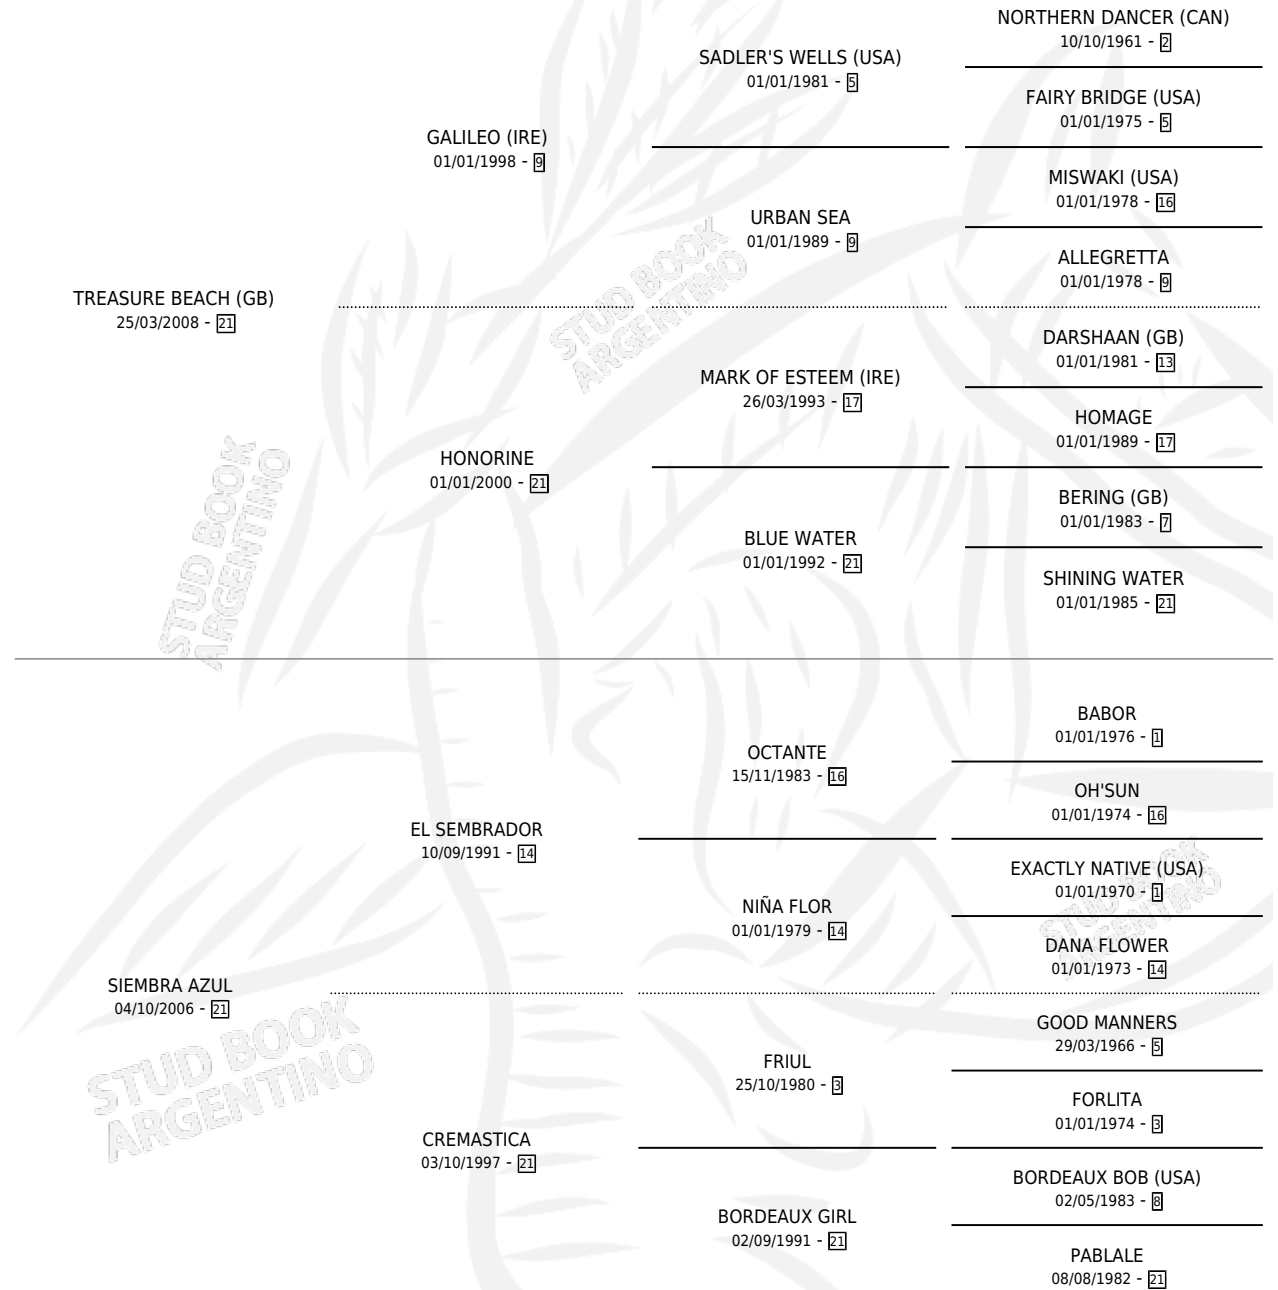 NORTHERN DANCER (CAN)
10/10/1961 - 2
SADLER'S WELLS (USA)
01/01/1981 - 5
FAIRY BRIDGE (USA)
01/01/1975 - 5
GALILEO (IRE)
01/01/1998 - 9
MISWAKI (USA)
01/01/1978 - 16
URBAN SEA
01/01/1989 - 9
ALLEGRETTA
01/01/1978 - 9
TREASURE BEACH (GB)
25/03/2008 - 21
DARSHAAN (GB)
01/01/1981 - 13
MARK OF ESTEEM (IRE)
26/03/1993 - 17
HOMAGE
01/01/1989 - 17
HONORINE
01/01/2000 - 21
BERING (GB)
01/01/1983 - 7
BLUE WATER
01/01/1992 - 21
SHINING WATER
01/01/1985 - 21
BABOR
01/01/1976 - 1
OCTANTE
15/11/1983 - 16
OH'SUN
01/01/1974 - 16
EL SEMBRADOR
10/09/1991 - 14
EXACTLY NATIVE (USA)
01/01/1970 - 1
NIÑA FLOR
01/01/1979 - 14
DANA FLOWER
01/01/1973 - 14
SIEMBRA AZUL
04/10/2006 - 21
GOOD MANNERS
29/03/1966 - 5
FRIUL
25/10/1980 - 3
FORLITA
01/01/1974 - 3
CREMASTICA
03/10/1997 - 21
BORDEAUX BOB (USA)
02/05/1983 - 8
BORDEAUX GIRL
02/09/1991 - 21
PABLALE
08/08/1982 - 21
STUD BOOK
ARGENTINO
STUD BOOK
ARGENTINO
STUD BOOK
ARGENTINO
STUD BOOK
ARGENTINO